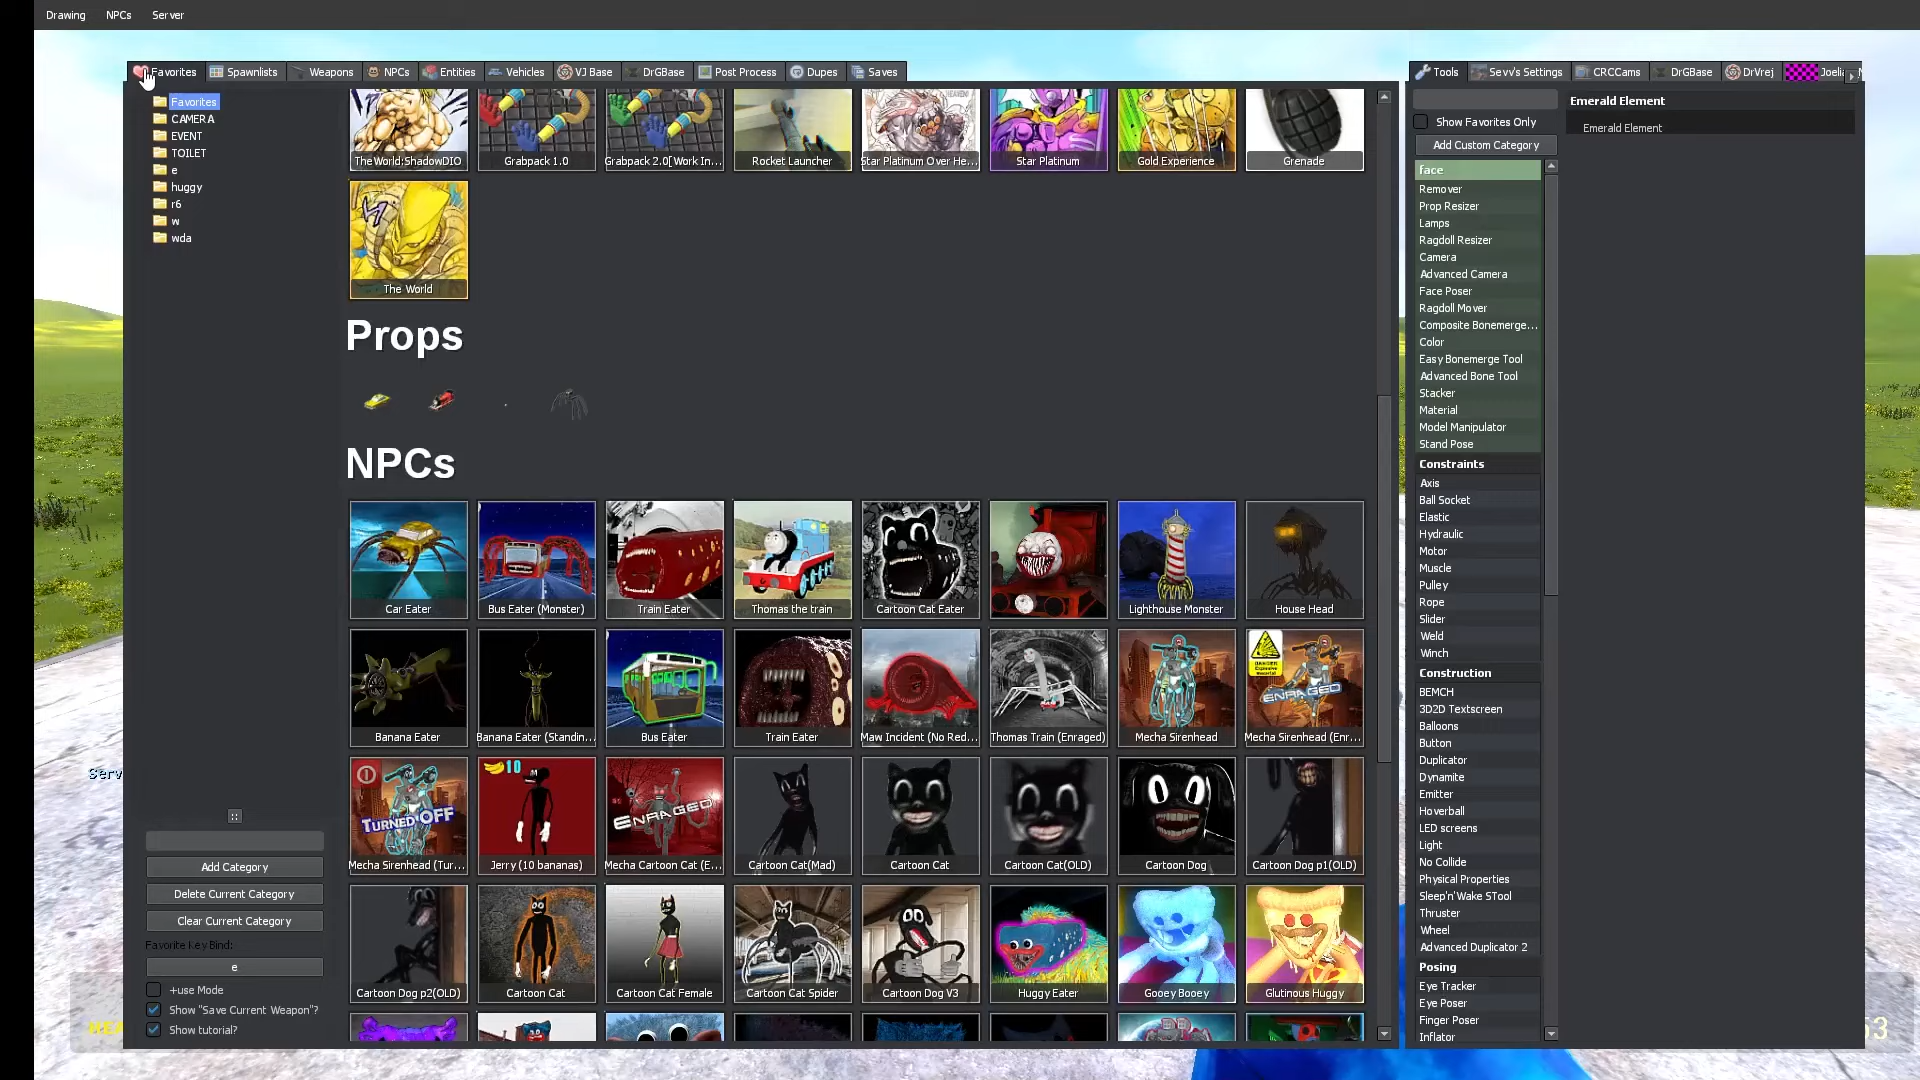 Drawing
NPCs
Server
Favorites
Spawnlists
Weapons
NPCs
Entities
Vehicles
VJ Base
DrGBase
Post Process
Dupes
Saves
Favorites
CAMERA
EVENT
TOILET
e
huggy
r6
w
wda
TheWorld:ShadowDIO
Grabpack 1.0
Grabpack 2.0[Work In...
Rocket Launcher
Star Platinum Over He...
Star Platinum
Gold Experience
Grenade
The World
Props
NPCs
Car Eater
Bus Eater (Monster)
Train Eater
Thomas the train
Cartoon Cat Eater
Lighthouse Monster
House Head
Banana Eater
Banana Eater (Standin...
Bus Eater
Train Eater
Maw Incident (No Red...
Thomas Train (Enraged)
Mecha Sirenhead
ENRAGED
Mecha Sirenhead (Enr...
TURNED OFF
Mecha Sirenhead (Tur...
10
Jerry (10 bananas)
ENRAGED
Mecha Cartoon Cat (E...
Cartoon Cat(Mad)
Cartoon Cat
Cartoon Cat(OLD)
Cartoon Dog
Cartoon Dog p1(OLD)
Cartoon Dog p2(OLD)
Cartoon Cat
Cartoon Cat Female
Cartoon Cat Spider
Cartoon Dog V3
Huggy Eater
Gooey Booey
Glutinous Huggy
Serv
Add Category
Delete Current Category
Clear Current Category
Favorite Key Bind:
e
+use Mode
Show "Save Current Weapon"?
Show tutorial?
Tools
Sevv's Settings
CRCCams
DrGBase
DrVrej
Joeli
Show Favorites Only
Add Custom Category
face
Remover
Prop Resizer
Lamps
Ragdoll Resizer
Camera
Advanced Camera
Face Poser
Ragdoll Mover
Composite Bonemerge...
Color
Easy Bonemerge Tool
Advanced Bone Tool
Stacker
Material
Model Manipulator
Stand Pose
Constraints
Axis
Ball Socket
Elastic
Hydraulic
Motor
Muscle
Pulley
Rope
Slider
Weld
Winch
Construction
BEMCH
3D2D Textscreen
Balloons
Button
Duplicator
Dynamite
Emitter
Hoverball
LED screens
Light
No Collide
Physical Properties
Sleep'n'Wake STool
Thruster
Wheel
Advanced Duplicator 2
Posing
Eye Tracker
Eye Poser
Finger Poser
Inflator
Emerald Element
Emerald Element